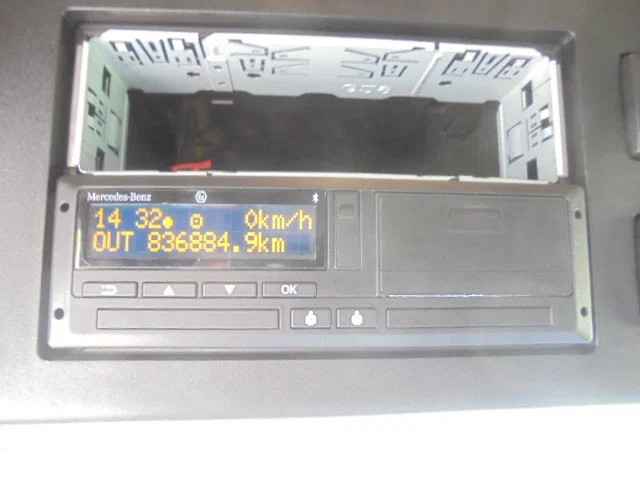 Mercedes-Benz
14 32 0km/h
OUT 836884.9km
OK